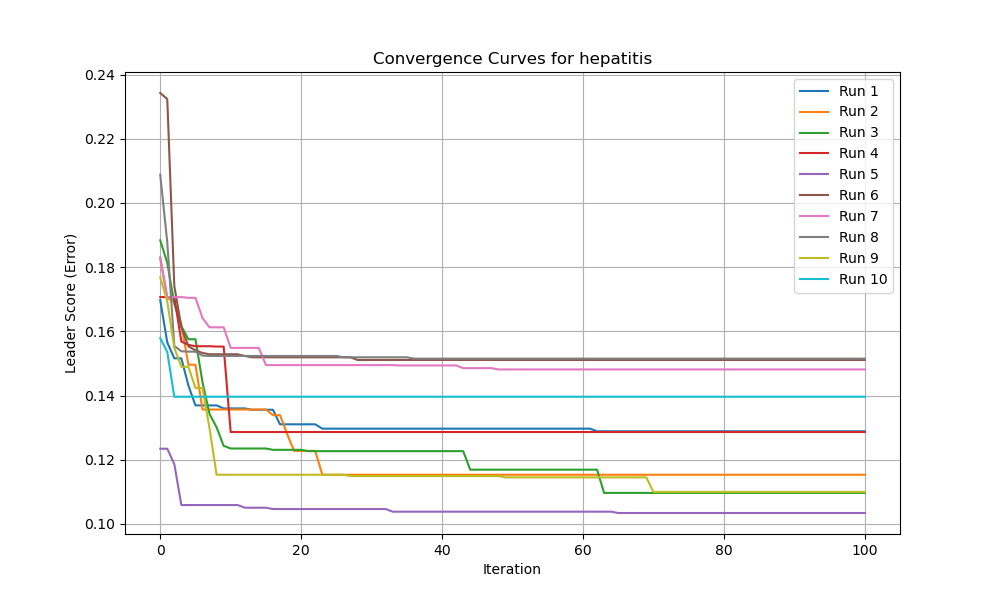 Convergence Curves for hepatitis
Leader Score (Error)
0.24
0.22
0.20
0.18
0.16
0.14
0.12
0.10
Run 1
Run 2
Run 3
Run 4
Run 5
Run 6
Run 7
Run 8
Run 9
Run 10
0 20 40 60 80 100
Iteration